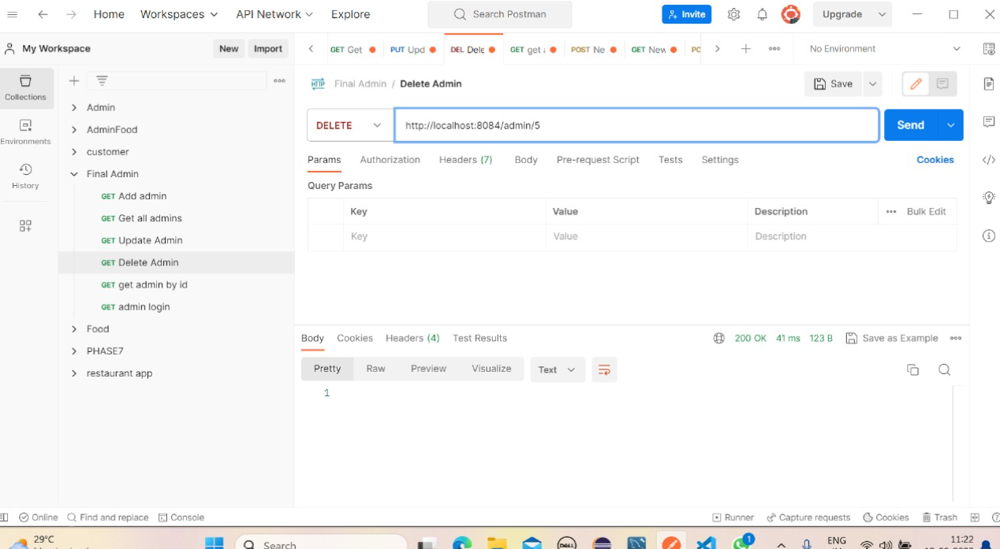 Home Workspaces API Network Explore Search Postman Invite Upgrade
My Workspace New Import GET Get PUT Upd DEL Dele GET get a POST Ne GET New PC No Environment
Collections
Environments
History
Admin
AdminFood
customer
Final Admin
GET Add admin
GET Get all admins
GET Update Admin
GET Delete Admin
GET get admin by id
GET admin login
Food
PHASE7
restaurant app
HTTP Final Admin / Delete Admin Save
DELETE http://localhost:8084/admin/5 Send
Params Authorization Headers (7) Body Pre-request Script Tests Settings Cookies
Query Params
Key Value Description Bulk Edit
Key Value Description
Body Cookies Headers (4) Test Results 200 OK 41 ms 123 B Save as Example
Pretty Raw Preview Visualize Text
1
Online Find and replace Console Runner Capture requests Cookies Trash
29°C Search DELL 1 ENG 11:22